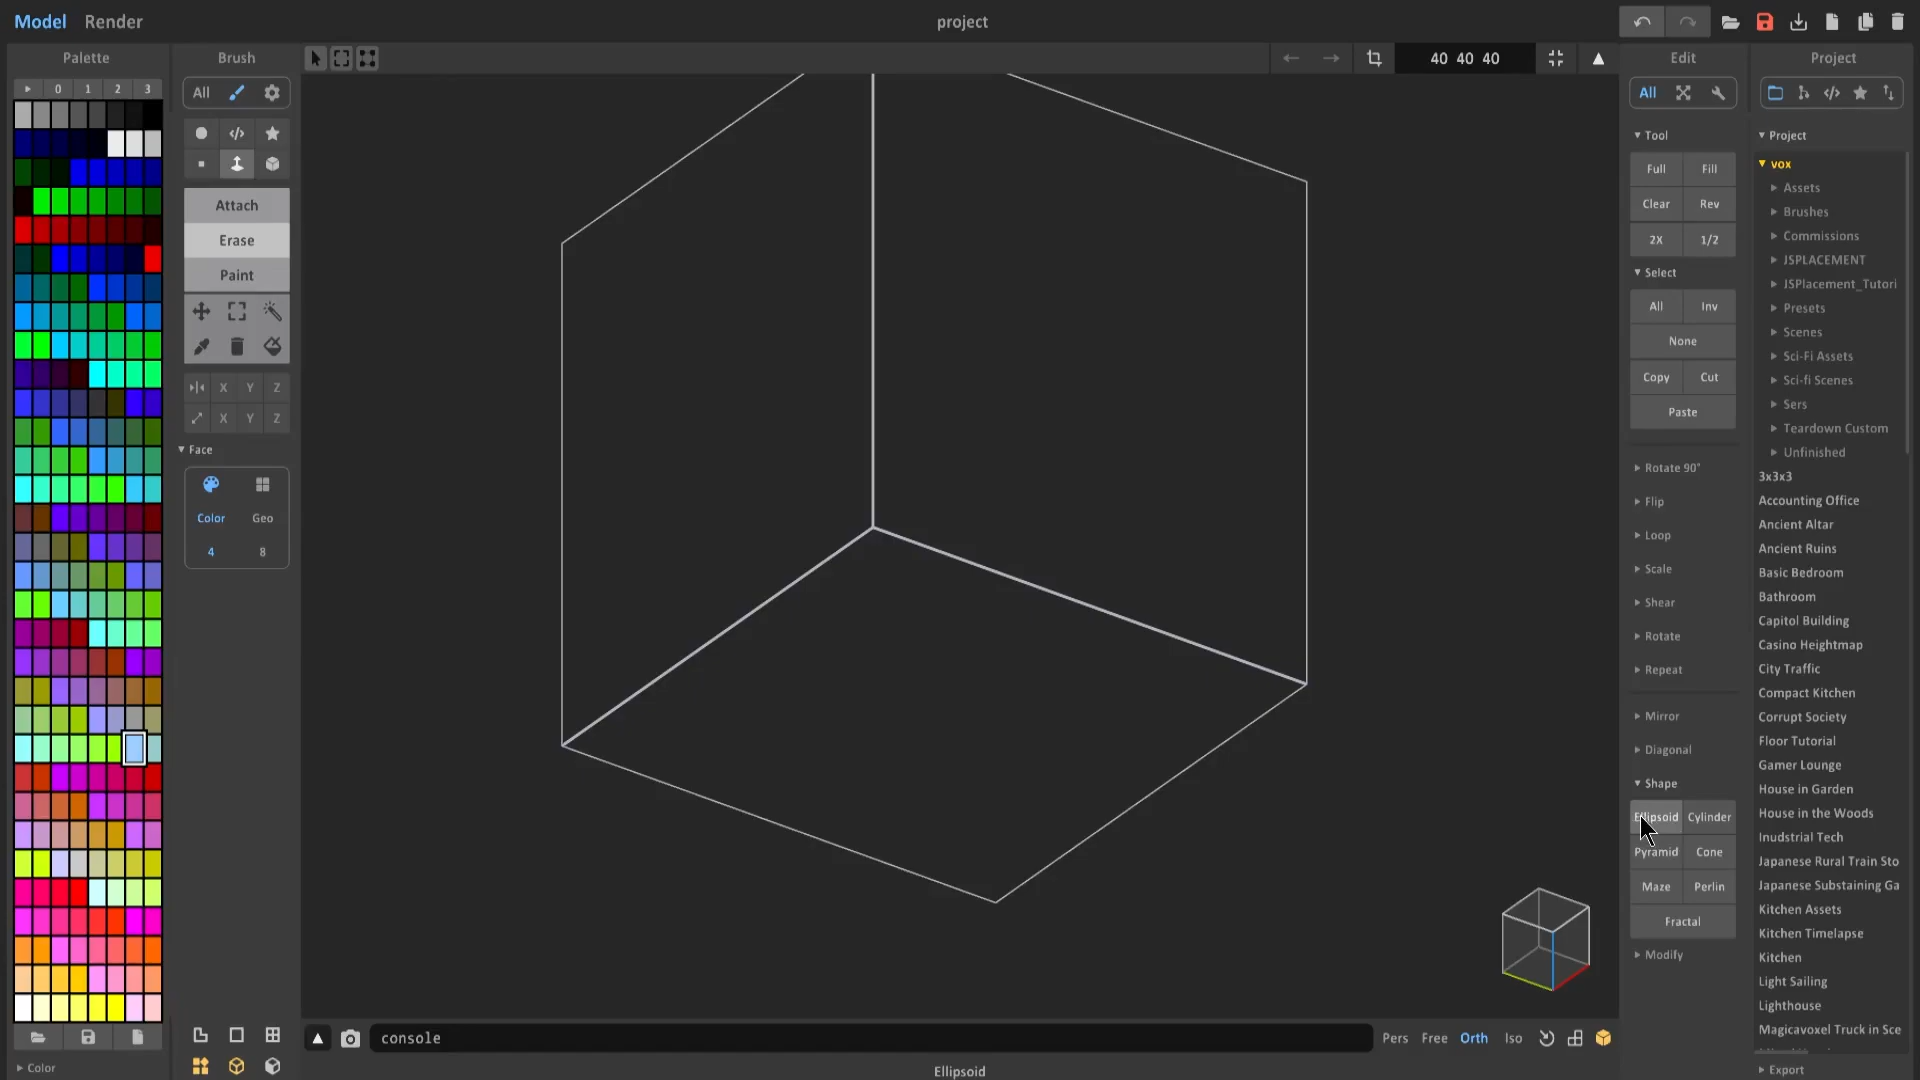 Model Render
project
Palette
Brush
40 40 40
Edit
Project
0 1 2 3
All
All
Attach
Erase
Paint
X Y Z
X Y Z
Face
Color Geo
4 8
Color
console
Pers Free Orth Iso
Ellipsoid
Tool
Full Fill
Clear Rev
2X 1/2
Select
All Inv
None
Copy Cut
Paste
Rotate 90°
Flip
Loop
Scale
Shear
Rotate
Repeat
Mirror
Diagonal
Shape
Ellipsoid Cylinder
Pyramid Cone
Maze Perlin
Fractal
Modify
Project
vox
Assets
Brushes
Commissions
JSPLACEMENT
JSPlacement_Tutori
Presets
Scenes
Sci-Fi Assets
Sci-fi Scenes
Sers
Teardown Custom
Unfinished
3x3x3
Accounting Office
Ancient Altar
Ancient Ruins
Basic Bedroom
Bathroom
Capitol Building
Casino Heightmap
City Traffic
Compact Kitchen
Corrupt Society
Floor Tutorial
Gamer Lounge
House in Garden
House in the Woods
Inudstrial Tech
Japanese Rural Train Sto
Japanese Substaining Ga
Kitchen Assets
Kitchen Timelapse
Kitchen
Light Sailing
Lighthouse
Magicavoxel Truck in Sce
Export